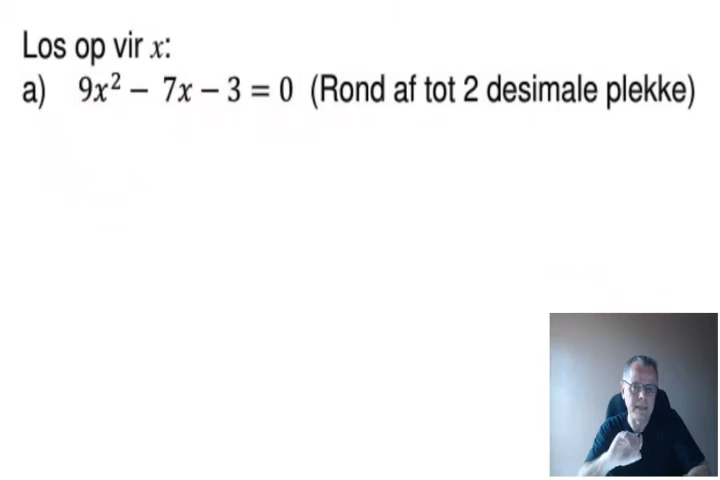 Los op vir x:
a) 9x² – 7x – 3 = 0 (Rond af tot 2 desimale plekke)